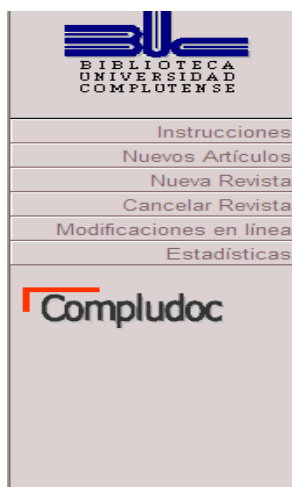 BIBLIOTECA
UNIVERSIDAD
COMPLUTENSE
Instrucciones
Nuevos Artículos
Nueva Revista
Cancelar Revista
Modificaciones en línea
Estadísticas
Compludoc